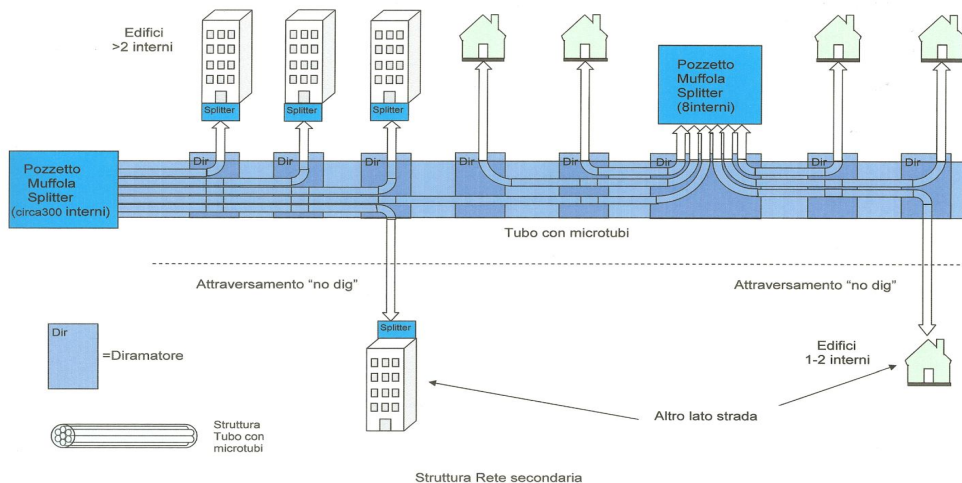 Edifici
>2 interni
Splitter
Splitter
Splitter
Pozzetto
Muffola
Splitter
(8interni)
Dir
Dir
Dir
Dir
Dir
Dir
Dir
Dir
Pozzetto
Muffola
Splitter
(circa300 interni)
Tubo con microtubi
Attraversamento “no dig”
Attraversamento “no dig”
Splitter
Dir
=Diramatore
Edifici
1-2 interni
Altro lato strada
Struttura
Tubo con
microtubi
Struttura Rete secondaria